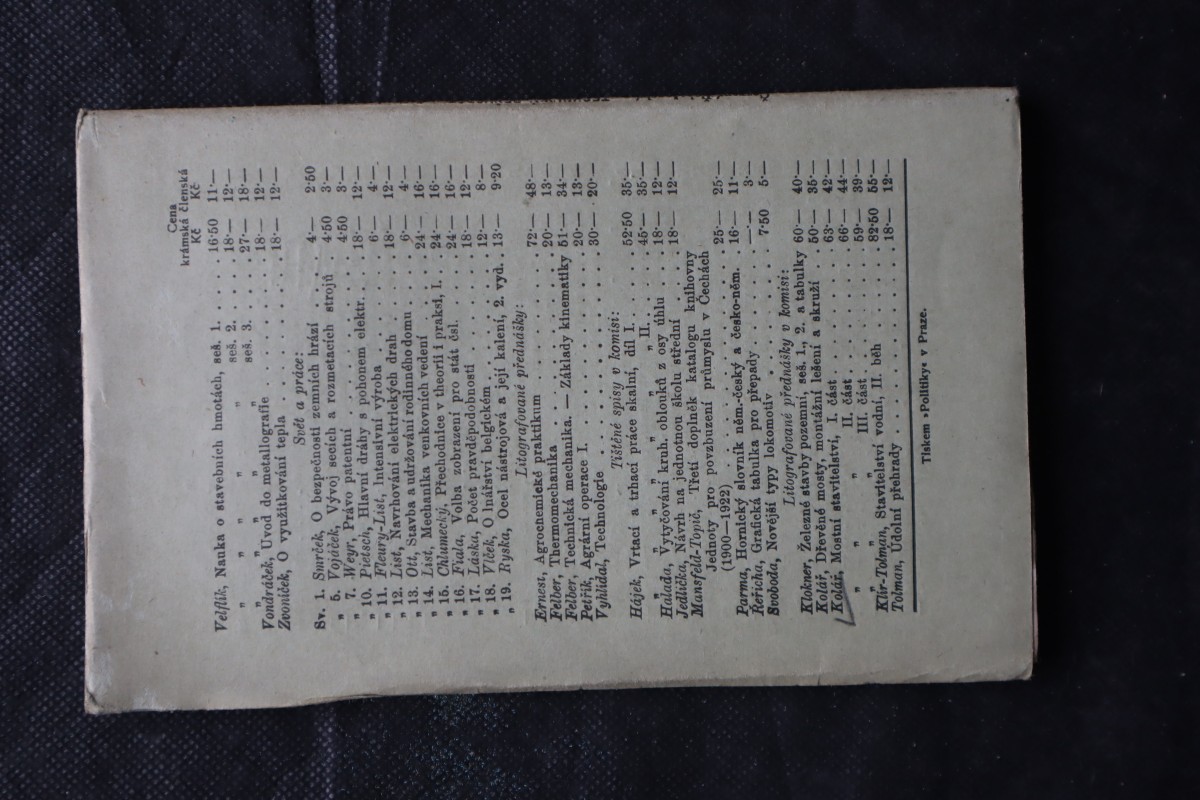 Cena
krámská členská
Kč Kč
Velflík, Nauka o stavebních hmotách, seš. 1. . . . . 16·50 11·—
„ „ „ „ seš. 2. . . . . 18·— 12·—
„ „ „ „ seš. 3. . . . . 27·— 18·—
Vondráček, Úvod do metallografie . . . . . 18·— 12·—
Zvoníček, O využitkování tepla . . . . . 18·— 12·—
Svět a práce:
Sv. 1. Smrček, O bezpečnosti zemních hrází . . . . 4·— 2·50
„ 5. Vojáček, Vývoj secích a rozmetacích strojů . 4·50 3·—
„ 7. Weyr, Právo patentní . . . . . 4·50 3·—
„ 10. Pietsch, Hlavní dráhy s pohonem elektr. . . . 18·— 12·—
„ 11. Fleury-List, Intensivní výroba . . . . . 6·— 4·—
„ 12. List, Navrhování elektrických drah . . . . 18·— 12·—
„ 13. Ott, Stavba a udržování rodinného domu . . . 6·— 4·—
„ 14. List, Mechanika venkovních vedení . . . . 24·— 16·—
„ 15. Chlumecký, Přechodnice v theorii i praksi, I. . 24·— 16·—
„ 16. Fiala, Volba zobrazení pro stát čsl. . . . . 24·— 16·—
„ 17. Láska, Počet pravděpodobnosti . . . . . 18·— 12·—
„ 18. Vlček, O lnářství belgickém . . . . . 12·— 8·—
„ 19. Ryska, Ocel nástrojová a její kalení, 2. vyd. . 13·— 9·20
Litografované přednášky:
Ernest, Agrochemické praktikum . . . . . 72·— 48·—
Felber, Thermomechanika . . . . . 20·— 13·—
Felber, Technická mechanika. — Základy kinematiky 51·— 34·—
Petřík, Agrární operace I. . . . . . 20·— 13·—
Vyhlídal, Technologie . . . . . 30·— 20·—
Tištěné spisy v komisi:
Hájek, Vrtací a trhací práce skalní, díl I. . . . . 52·50 35·—
„ „ „ „ „ „ II. . . . . 45·— 35·—
Halada, Vytyčování kruh. oblouků z osy úhlu . . . 18·— 12·—
Jedlička, Návrh na jednotnou školu střední . . . . 18·— 12·—
Mansfeld-Topič, Třetí doplněk katalogu knihovny
Jednoty pro povzbuzení průmyslu v Čechách
(1900—1922) . . . . . 25·— 25·—
Parma, Hornický slovník něm.-český a česko-něm. 16·— 11·—
Řeřicha, Grafická tabulka pro přepady . . . . —·— 3·—
Svoboda, Novější typy lokomotiv . . . . . 7·50 5·—
Litografované přednášky v komisi:
Klokner, Železné stavby pozemní, seš. 1., 2. a tabulky 60·— 40·—
Kolář, Dřevěné mosty, montážní lešení a skruží . . 50·— 35·—
Kolář, Mostní stavitelství, I. část . . . . . 63·— 42·—
„ „ „ II. část . . . . . 66·— 44·—
„ „ „ III. část . . . . . 59·— 39·—
Klír-Tolman, Stavitelství vodní, II. běh . . . . . 82·50 55·—
Tolman, Údolní přehrady . . . . . 18·— 12·—
Tiskem »Politiky« v Praze.